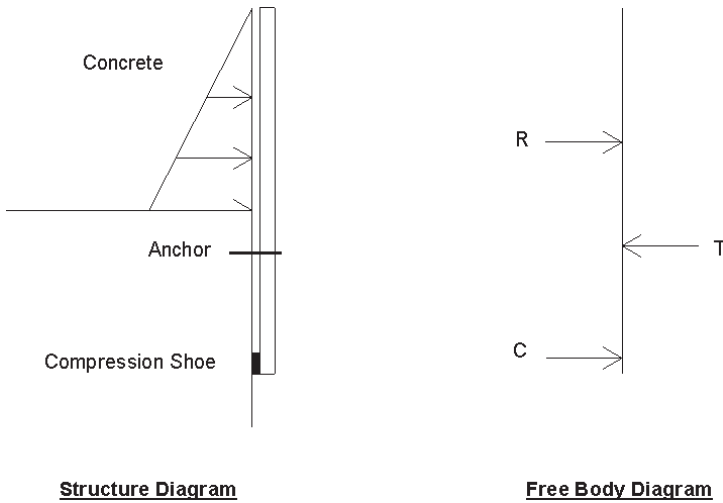 Concrete
R
Anchor
T
C
Compression Shoe
Structure Diagram
Free Body Diagram